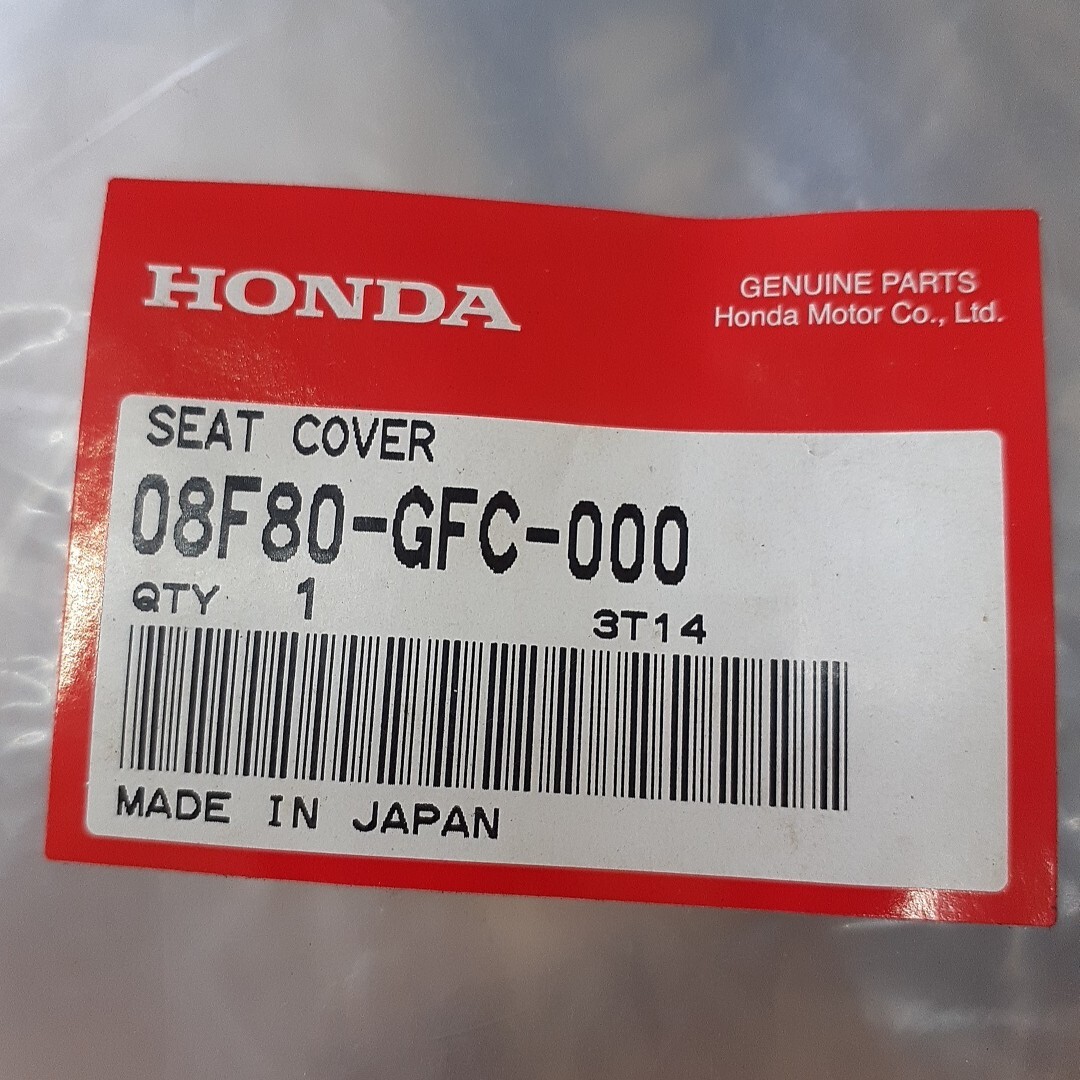 HONDA
GENUINE PARTS
Honda Motor Co., Ltd.
SEAT COVER
08F80-GFC-000
QTY 1
3T14
MADE IN JAPAN